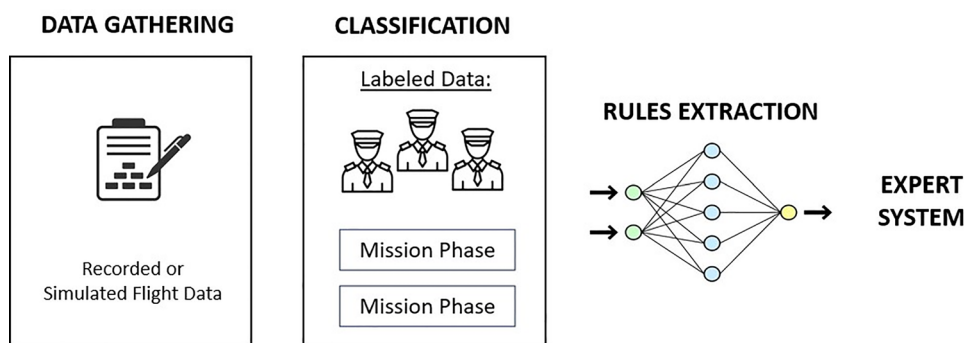 DATA GATHERING
Recorded or
Simulated Flight Data
CLASSIFICATION
Labeled Data:
Mission Phase
Mission Phase
RULES EXTRACTION
EXPERT
SYSTEM